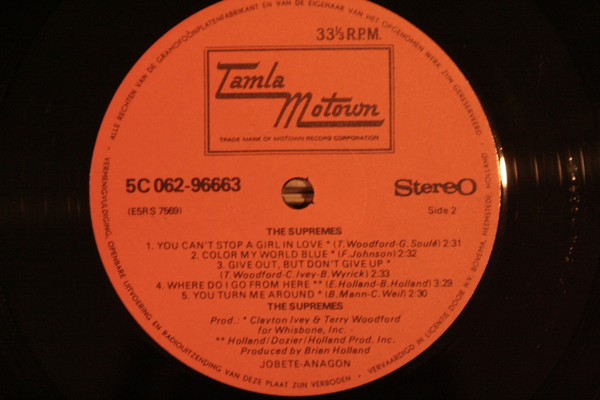 ALLE RECHTEN VAN DE GRAMOFOONPLATENFABRIKANT EN VAN DE EIGENAAR VAN HET OPGENOMEN WERK ZIJN GERESERVEERD
33⅓ R.P.M.
Tamla
Motown
TRADE MARK OF MOTOWN RECORD CORPORATION
5C 062-96663
Stereo
(E5RS 7569)
Side 2
THE SUPREMES
1. YOU CAN'T STOP A GIRL IN LOVE * (T. Woodford-G. Soulé) 2:31
2. COLOR MY WORLD BLUE * (F. Johnson) 2:32
3. GIVE OUT, BUT DON'T GIVE UP *
(T. Woodford-C. Ivey-B. Wyrick) 2:33
4. WHERE DO I GO FROM HERE ** (E. Holland-B. Holland) 3:29
5. YOU TURN ME AROUND * (B. Mann-C. Weil) 2:30
THE SUPREMES
Prod.: * Clayton Ivey & Terry Woodford
for Whisbone, Inc. -
** Holland/Dozier/Holland Prod. Inc.
Produced by Brian Holland
JOBETE-ANAGON
VERMENIGVULDIGING, OPENBARE UITVOERING EN RADIOUITZENDING VAN DEZE PLAAT ZIJN VERBODEN
VERVAARDIGD IN LICENTIE DOOR N.V. BOVEMA, HEEMSTEDE HOLLAND